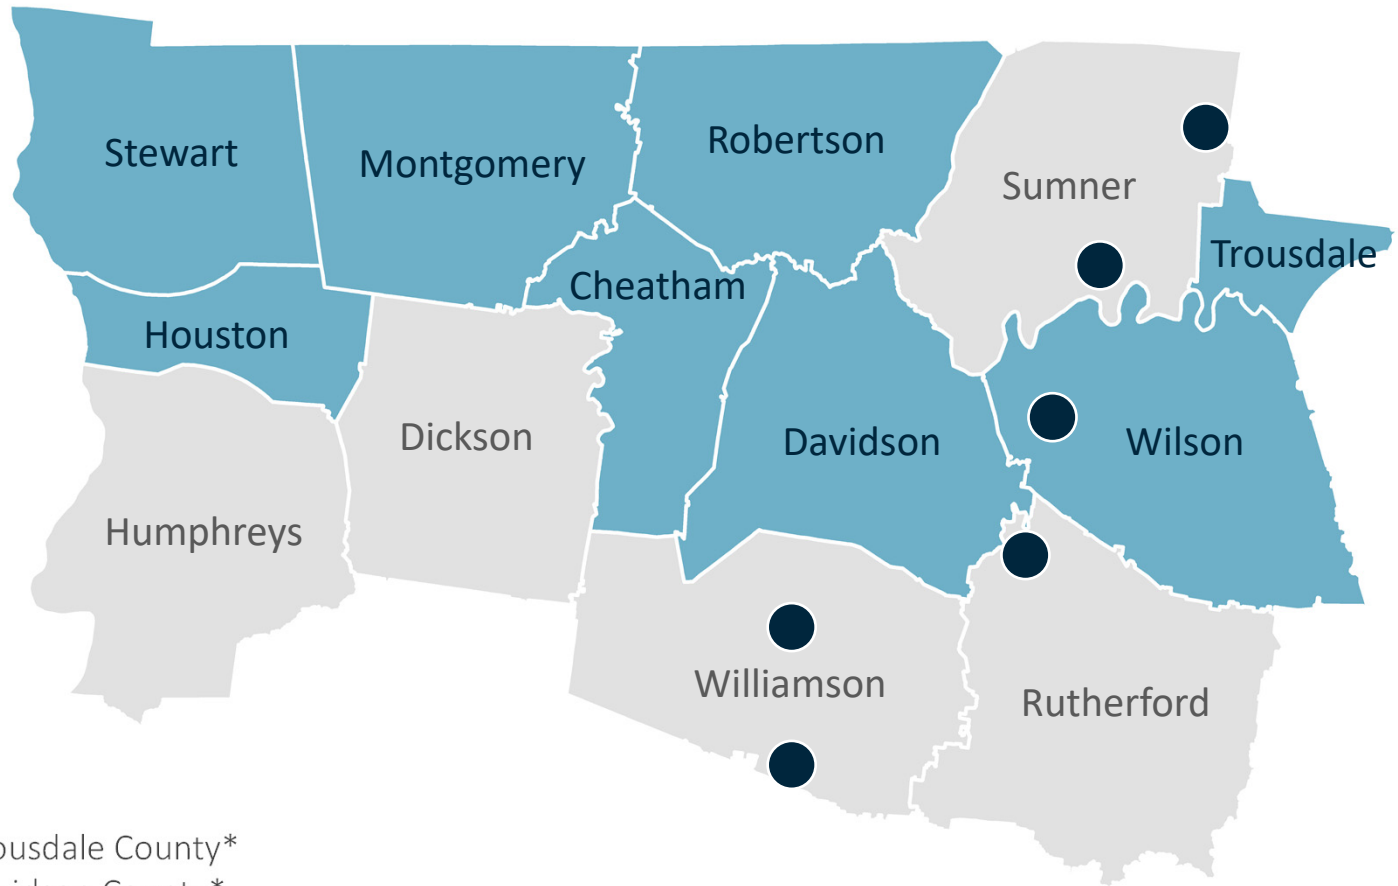 Stewart
Montgomery
Robertson
Sumner
Trousdale
Cheatham
Houston
Dickson
Davidson
Wilson
Humphreys
Williamson
Rutherford
ousdale County*